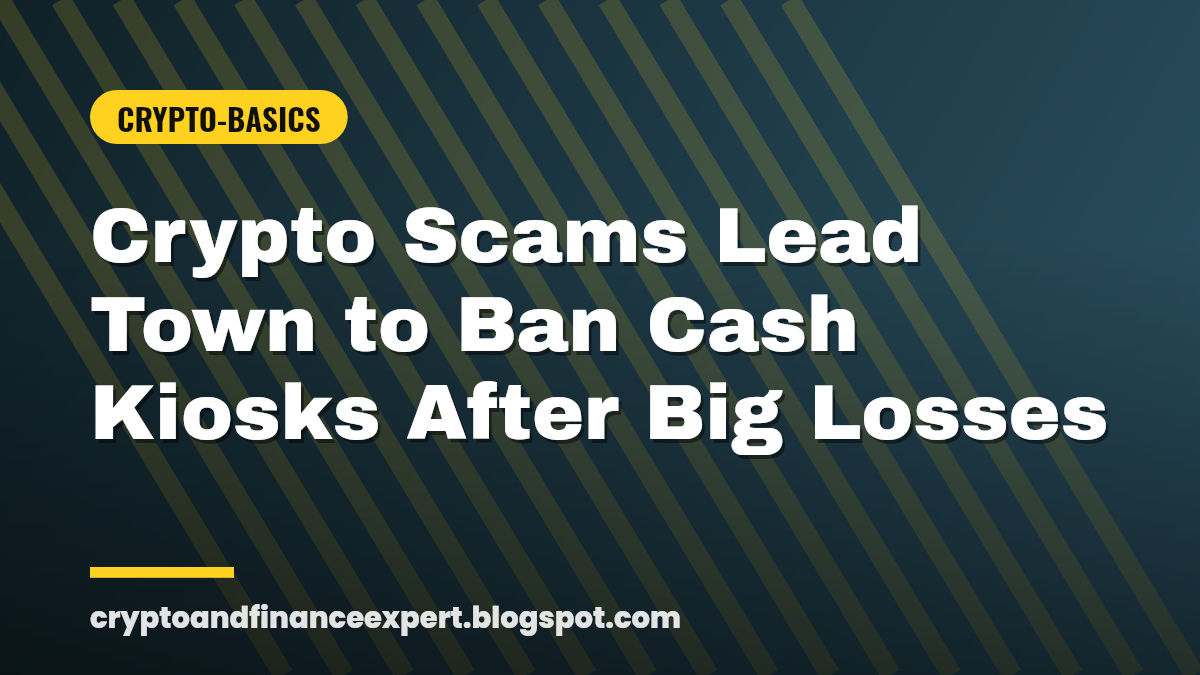 CRYPTO-BASICS
Crypto Scams Lead
Town to Ban Cash
Kiosks After Big Losses
cryptoandfinanceexpert.blogspot.com